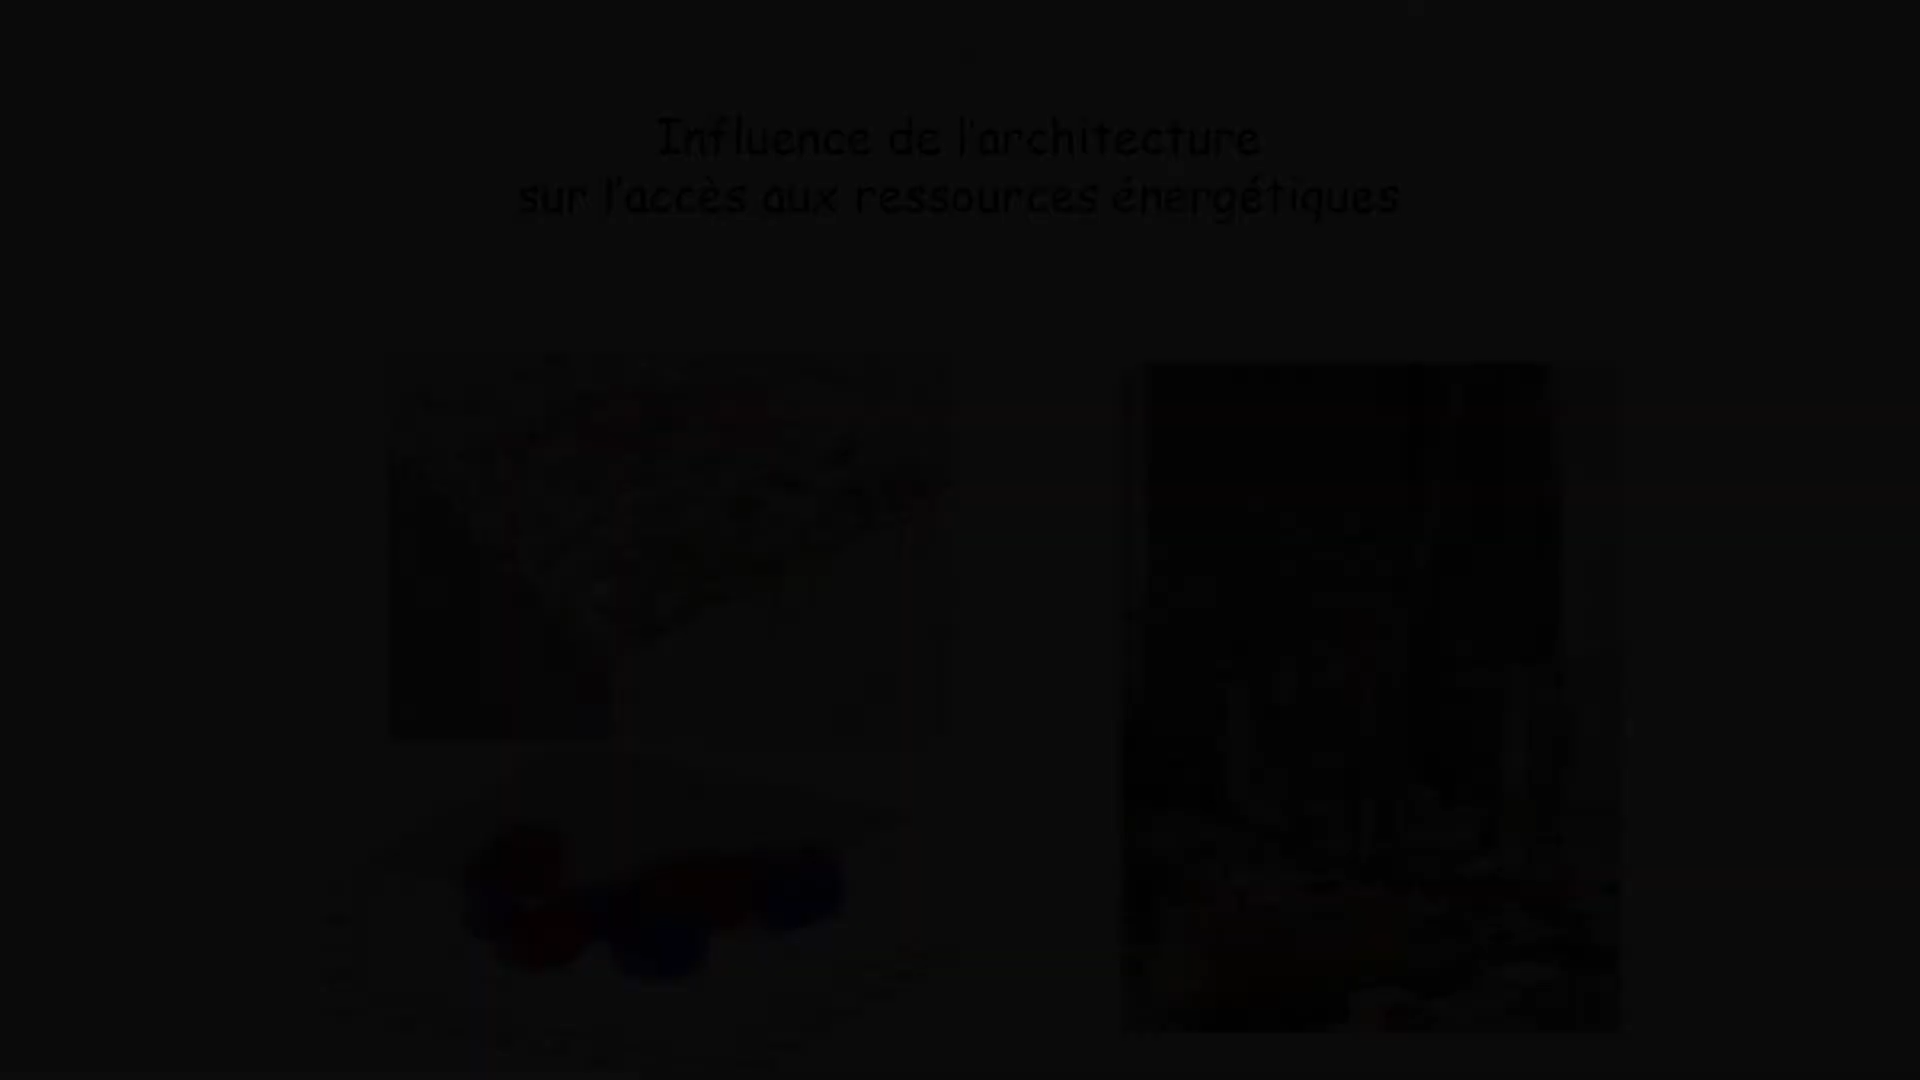 Influence de l'architecture
sur l'accès aux ressources énergétiques